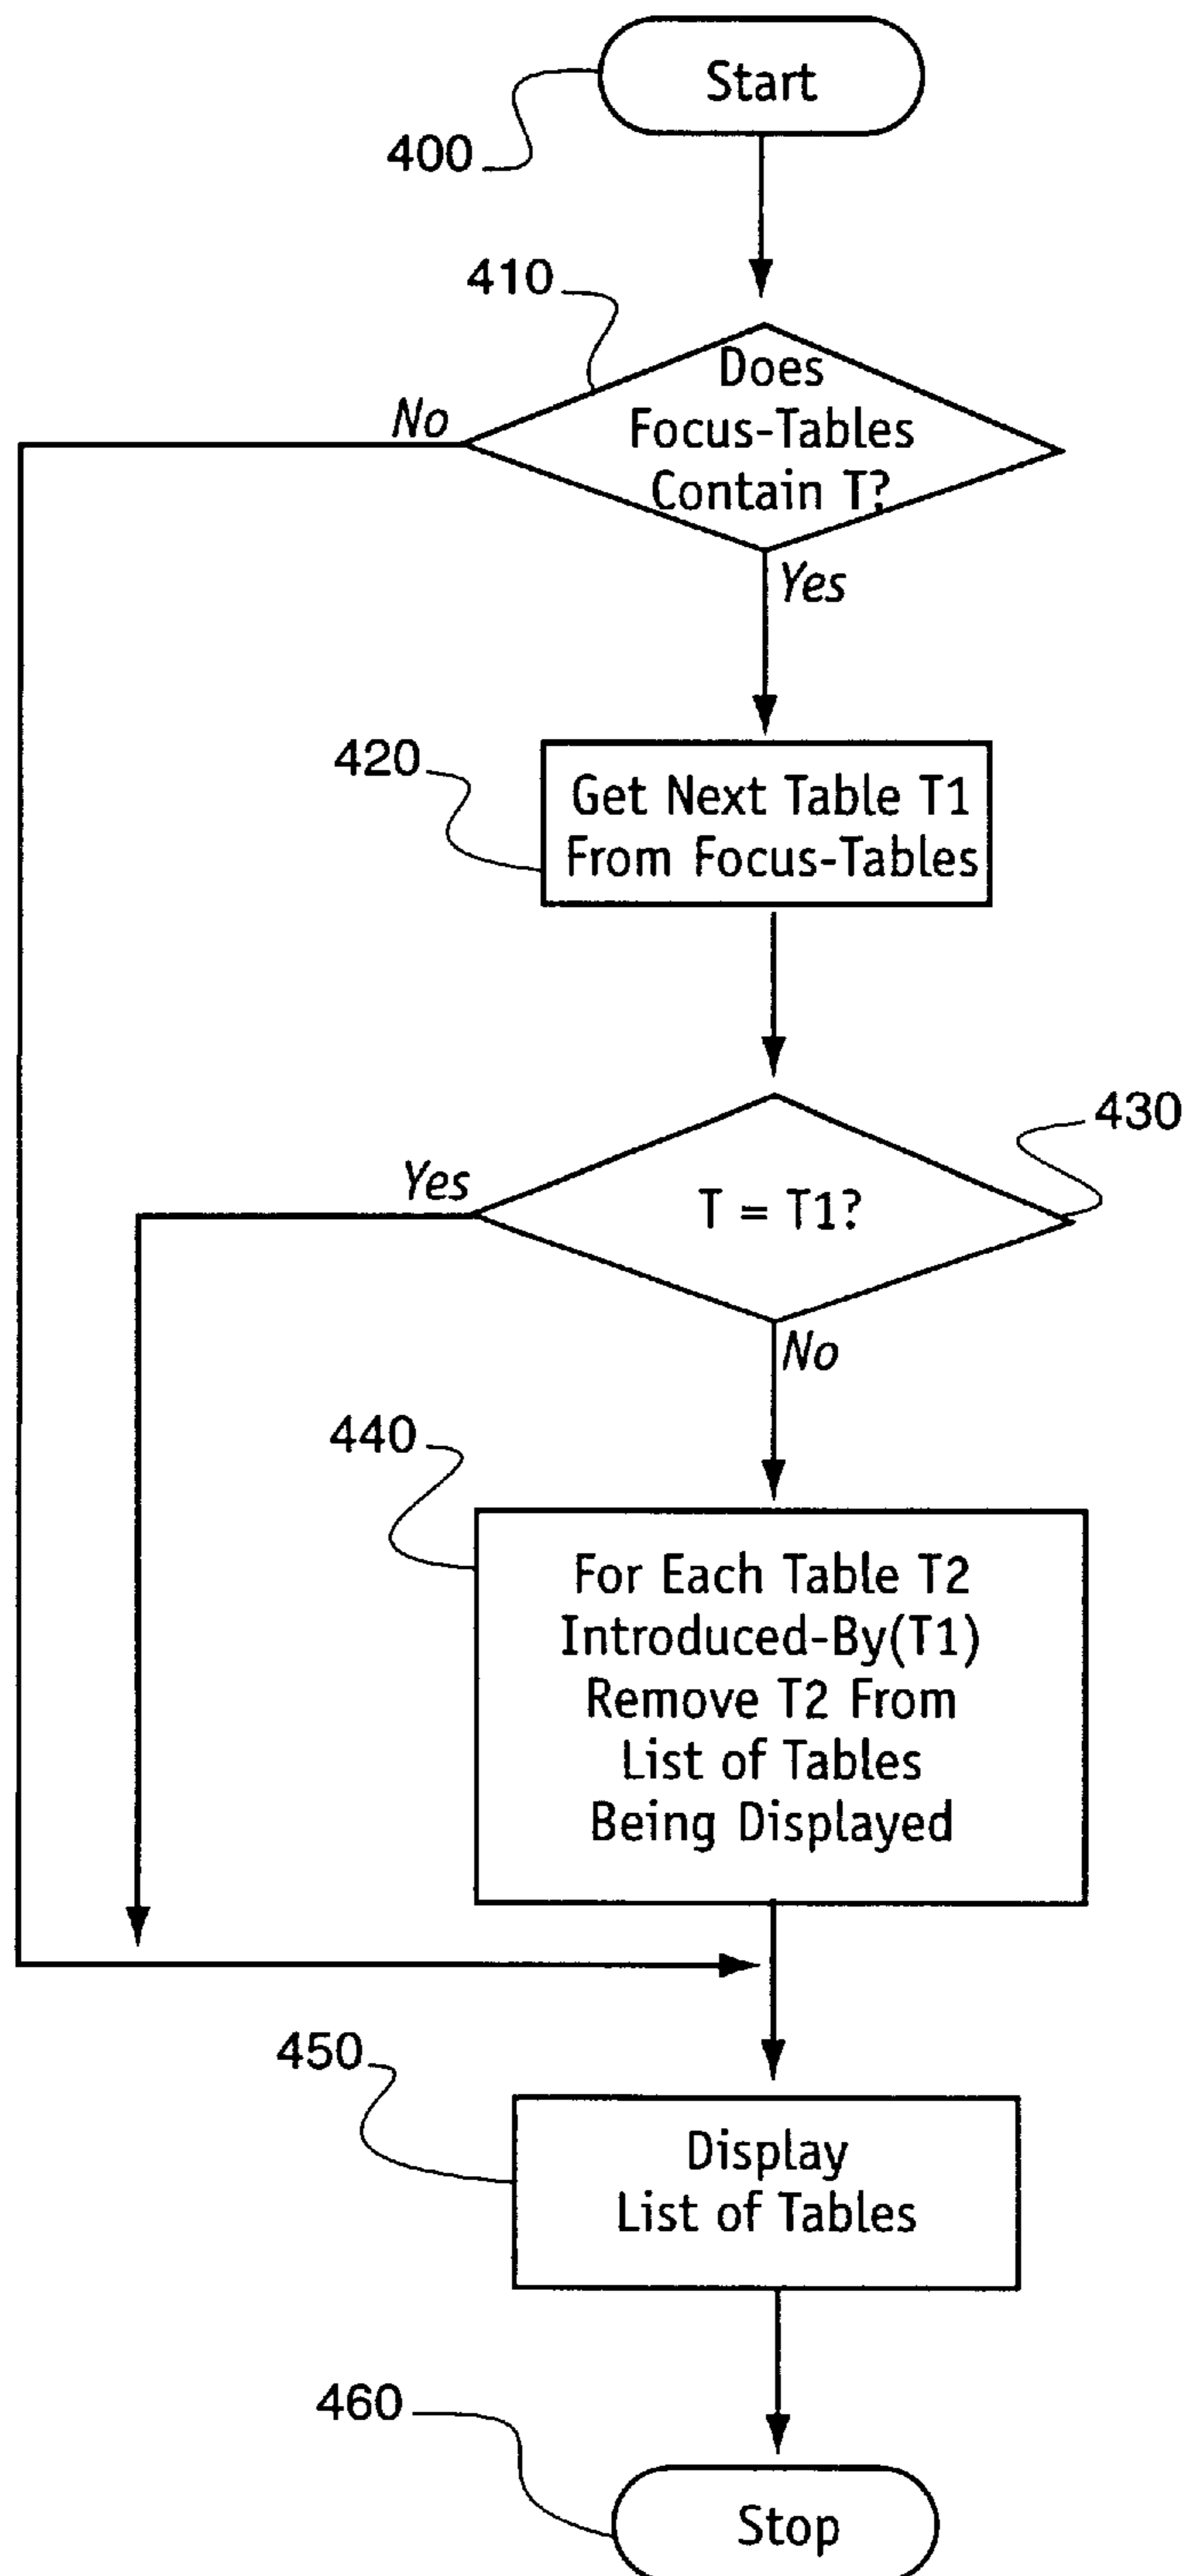 Start
400
410
Does
Focus-Tables
Contain T?
No
Yes
420
Get Next Table T1
From Focus-Tables
430
Yes
T = T1?
No
440
For Each Table T2
Introduced-By(T1)
Remove T2 From
List of Tables
Being Displayed
450
Display
List of Tables
460
Stop